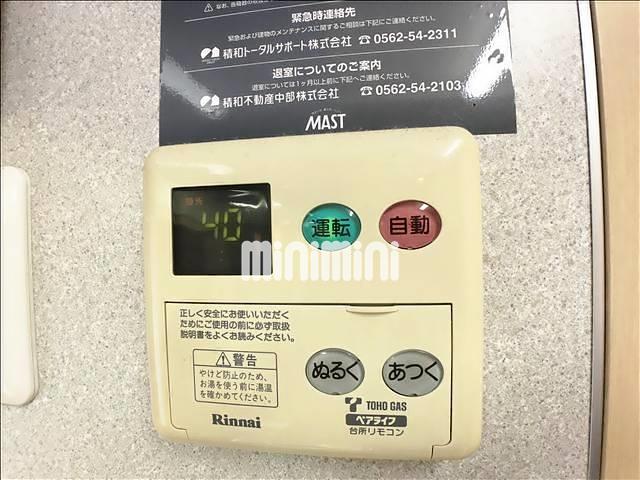 緊急時連絡先
緊急および建物のメンテナンスに関するご相談は下記にご連絡ください。
積和トータルサポート株式会社 ☎0562-54-2311
退室についてのご案内
退室については1ヶ月以上前に下記へご連絡ください。
積和不動産中部株式会社 ☎0562-54-2103
MAST
優先
40
運転
自動
minimini
正しく安全にお使いいただく
ためにご使用の前に必ず取扱
説明書をよくお読みください。
警告
やけど防止のため、
お湯を使う前に湯温
を確かめてください。
ぬるく
あつく
Rinnai
TOHO GAS
ペアライフ
台所リモコン